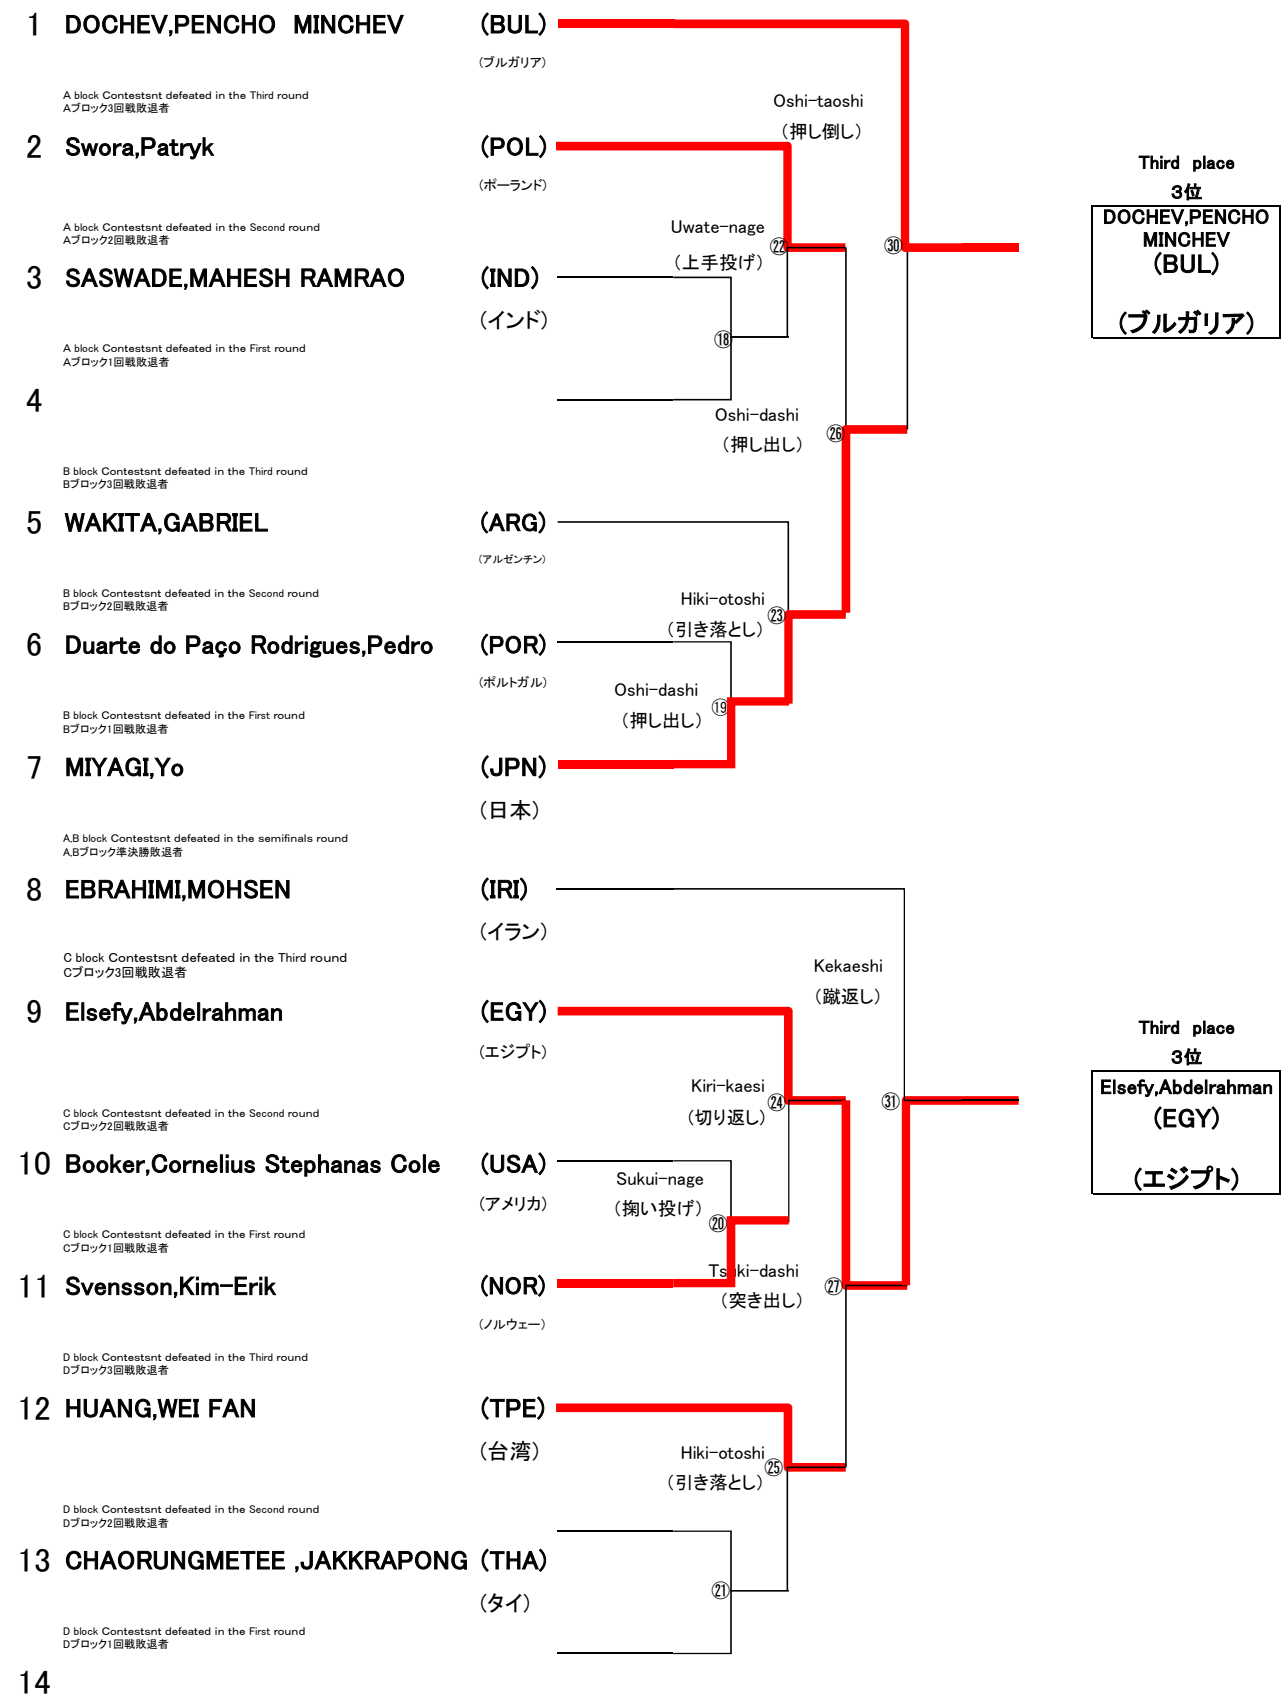 1 DOCHEV,PENCHO MINCHEV (BUL)
(ブルガリア)
A block Contestsnt defeated in the Third round
Aブロック3回戦敗退者
Oshi-taoshi
（押し倒し）
2 Swora,Patryk (POL)
(ポーランド)
Third place
3位
DOCHEV,PENCHO
MINCHEV
(BUL)
(ブルガリア)
A block Contestsnt defeated in the Second round
Aブロック2回戦敗退者
Uwate-nage
（上手投げ）
㉒
㉚
3 SASWADE,MAHESH RAMRAO (IND)
（インド）
⑱
A block Contestsnt defeated in the First round
Aブロック1回戦敗退者
4
Oshi-dashi
（押し出し）
㉖
B block Contestsnt defeated in the Third round
Bブロック3回戦敗退者
5 WAKITA,GABRIEL (ARG)
(アルゼンチン)
B block Contestsnt defeated in the Second round
Bブロック2回戦敗退者
Hiki-otoshi
（引き落とし）
㉓
6 Duarte do Paço Rodrigues,Pedro (POR)
(ポルトガル)
Oshi-dashi
（押し出し）
⑲
B block Contestsnt defeated in the First round
Bブロック1回戦敗退者
7 MIYAGI,Yo (JPN)
（日本）
A,B block Contestsnt defeated in the semifinals round
A,Bブロック準決勝敗退者
8 EBRAHIMI,MOHSEN (IRI)
（イラン）
C block Contestsnt defeated in the Third round
Cブロック3回戦敗退者
Kekaeshi
（蹴返し）
9 Elsefy,Abdelrahman (EGY)
(エジプト)
Third place
3位
Elsefy,Abdelrahman
(EGY)
(エジプト)
Kiri-kaesi
（切り返し）
㉔
㉛
C block Contestsnt defeated in the Second round
Cブロック2回戦敗退者
10 Booker,Cornelius Stephanas Cole (USA)
(アメリカ)
Sukui-nage
（掬い投げ）
⑳
C block Contestsnt defeated in the First round
Cブロック1回戦敗退者
11 Svensson,Kim-Erik (NOR)
(ノルウェー)
Tsuki-dashi
（突き出し）
㉗
D block Contestsnt defeated in the Third round
Dブロック3回戦敗退者
12 HUANG,WEI FAN (TPE)
（台湾）
Hiki-otoshi
（引き落とし）
㉕
D block Contestsnt defeated in the Second round
Dブロック2回戦敗退者
13 CHAORUNGMETEE ,JAKKRAPONG (THA)
（タイ）
㉑
D block Contestsnt defeated in the First round
Dブロック1回戦敗退者
14